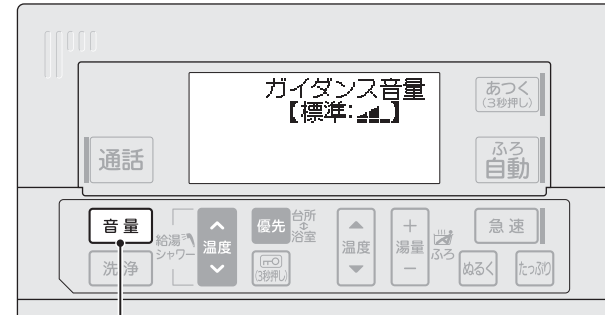 ガイダンス音量
【標準: 】
あつく
(3秒押し)
通話
ふろ
自動
音量
給湯
シャワー
温度
優先
台所
浴室
温度
＋
湯量
－
ふろ
急速
洗浄
(3秒押し)
ぬるく
たっぷり